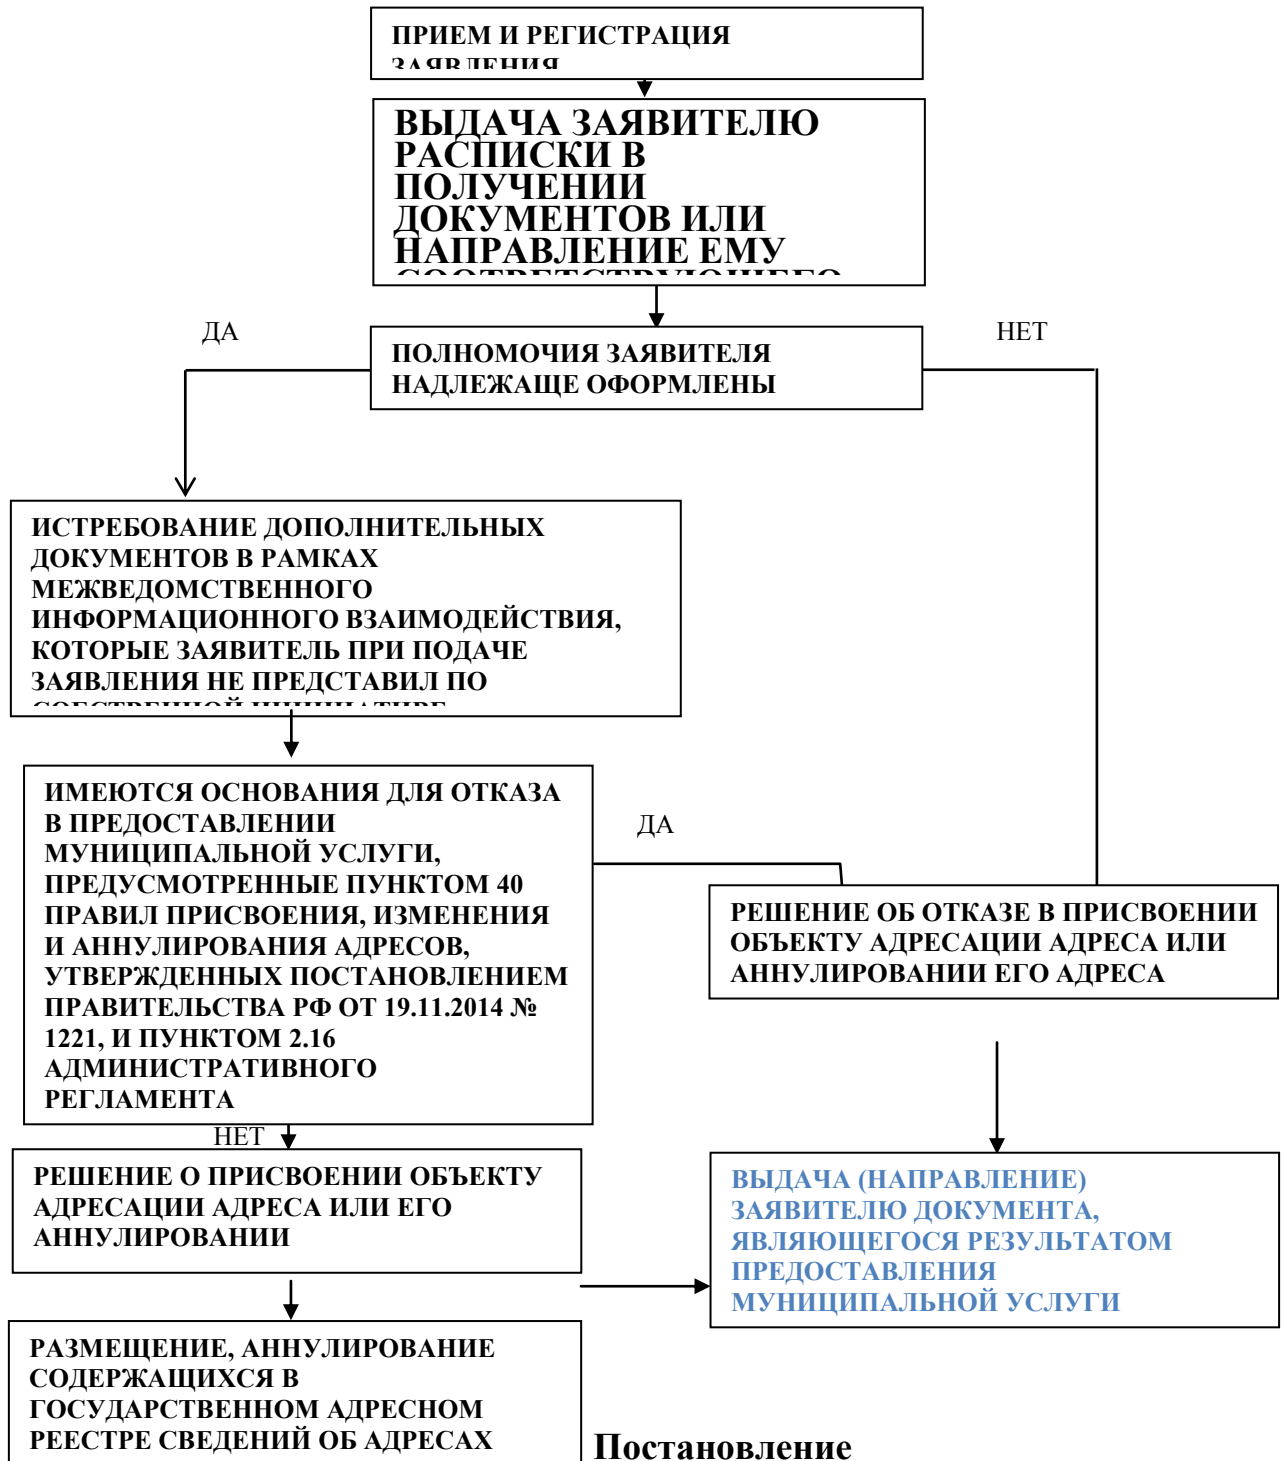 ПРИЕМ И РЕГИСТРАЦИЯ
ЗАЯВЛЕНИЯ
ВЫДАЧА ЗАЯВИТЕЛЮ
РАСПИСКИ В
ПОЛУЧЕНИИ
ДОКУМЕНТОВ ИЛИ
НАПРАВЛЕНИЕ ЕМУ
СООТВЕТСТВУЮЩЕГО
ДА
НЕТ
ПОЛНОМОЧИЯ ЗАЯВИТЕЛЯ
НАДЛЕЖАЩЕ ОФОРМЛЕНЫ
ИСТРЕБОВАНИЕ ДОПОЛНИТЕЛЬНЫХ
ДОКУМЕНТОВ В РАМКАХ
МЕЖВЕДОМСТВЕННОГО
ИНФОРМАЦИОННОГО ВЗАИМОДЕЙСТВИЯ,
КОТОРЫЕ ЗАЯВИТЕЛЬ ПРИ ПОДАЧЕ
ЗАЯВЛЕНИЯ НЕ ПРЕДСТАВИЛ ПО
СОБСТВЕННОЙ ИНИЦИАТИВЕ
ИМЕЮТСЯ ОСНОВАНИЯ ДЛЯ ОТКАЗА
В ПРЕДОСТАВЛЕНИИ
МУНИЦИПАЛЬНОЙ УСЛУГИ,
ПРЕДУСМОТРЕННЫЕ ПУНКТОМ 40
ПРАВИЛ ПРИСВОЕНИЯ, ИЗМЕНЕНИЯ
И АННУЛИРОВАНИЯ АДРЕСОВ,
УТВЕРЖДЕННЫХ ПОСТАНОВЛЕНИЕМ
ПРАВИТЕЛЬСТВА РФ ОТ 19.11.2014 №
1221, И ПУНКТОМ 2.16
АДМИНИСТРАТИВНОГО
РЕГЛАМЕНТА
ДА
РЕШЕНИЕ ОБ ОТКАЗЕ В ПРИСВОЕНИИ
ОБЪЕКТУ АДРЕСАЦИИ АДРЕСА ИЛИ
АННУЛИРОВАНИИ ЕГО АДРЕСА
НЕТ
РЕШЕНИЕ О ПРИСВОЕНИИ ОБЪЕКТУ
АДРЕСАЦИИ АДРЕСА ИЛИ ЕГО
АННУЛИРОВАНИИ
ВЫДАЧА (НАПРАВЛЕНИЕ)
ЗАЯВИТЕЛЮ ДОКУМЕНТА,
ЯВЛЯЮЩЕГОСЯ РЕЗУЛЬТАТОМ
ПРЕДОСТАВЛЕНИЯ
МУНИЦИПАЛЬНОЙ УСЛУГИ
РАЗМЕЩЕНИЕ, АННУЛИРОВАНИЕ
СОДЕРЖАЩИХСЯ В
ГОСУДАРСТВЕННОМ АДРЕСНОМ
РЕЕСТРЕ СВЕДЕНИЙ ОБ АДРЕСАХ
Постановление